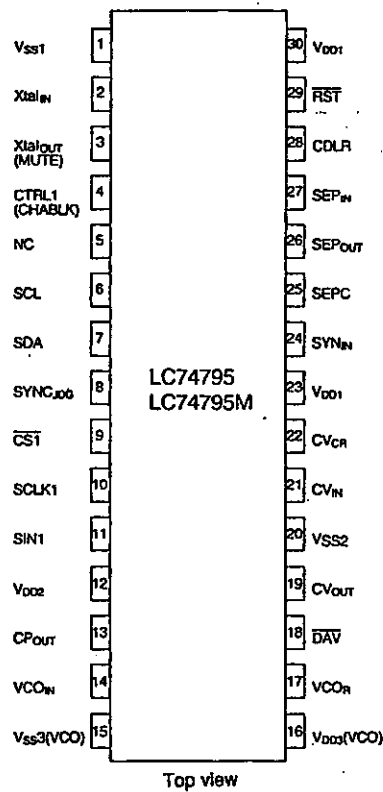 VSS1 1 30 VDD1
XtalIN 2 29 RST
XtalOUT (MUTE) 3 28 CDLR
CTRL1 (CHABLK) 4 27 SEPIN
NC 5 26 SEPOUT
SCL 6 25 SEPC
SDA 7 24 SYNIN
SYNCJDG 8 23 VDD1
CS1 9 22 CVCR
SCLK1 10 21 CVIN
SIN1 11 20 VSS2
VDD2 12 19 CVOUT
CPOUT 13 18 DAV
VCOIN 14 17 VCOR
VSS3(VCO) 15 16 VDD3(VCO)
LC74795
LC74795M
Top view